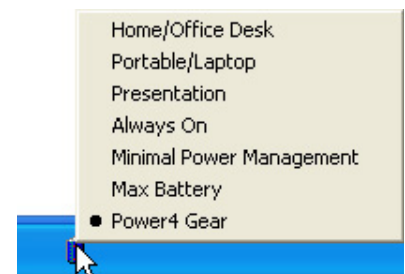 Home/Office Desk
Portable/Laptop
Presentation
Always On
Minimal Power Management
Max Battery
Power4 Gear